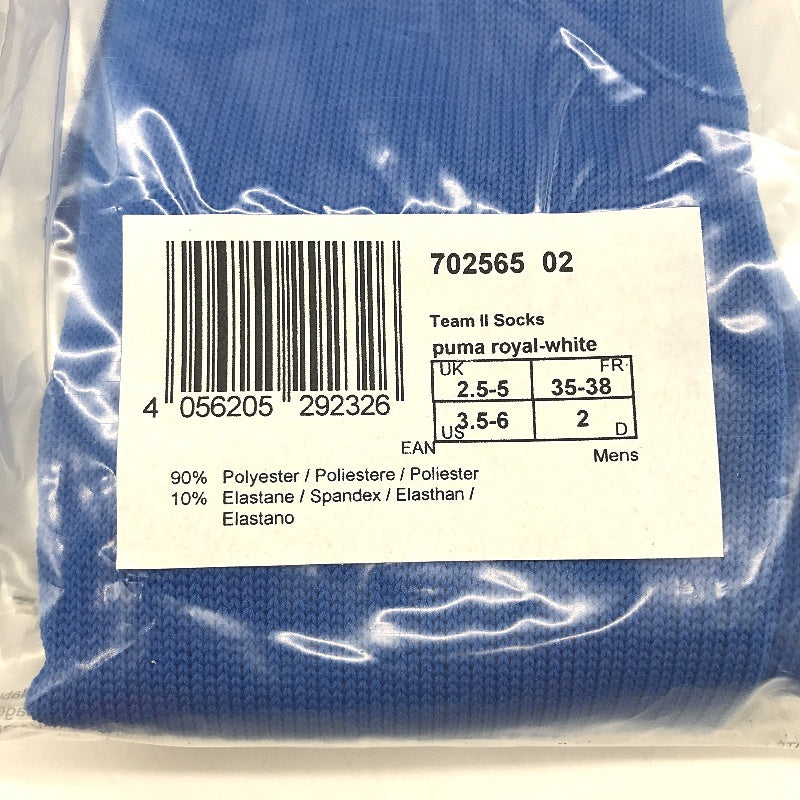 702565 02
Team II Socks
puma royal-white
UK FR
2.5-5 35-38
3.5-6 2
US D
4 056205 292326
EAN
Mens
90% Polyester / Poliestere / Poliester
10% Elastane / Spandex / Elasthan /
Elastano